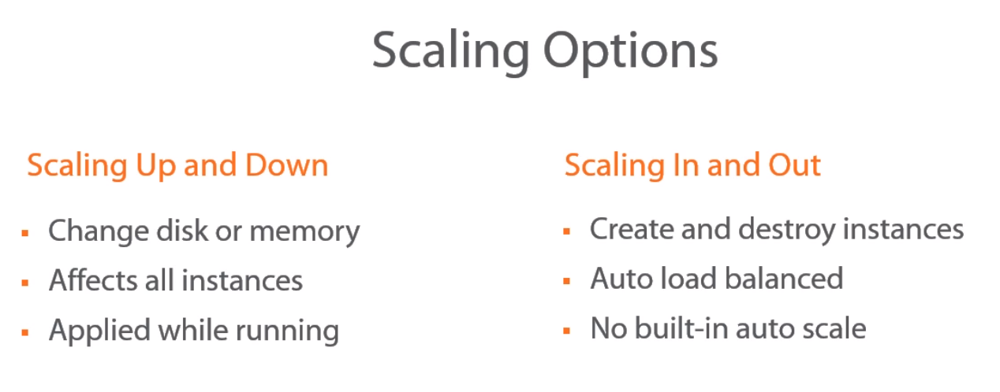 Scaling Options
Scaling Up and Down
Change disk or memory
Affects all instances
Applied while running
Scaling In and Out
Create and destroy instances
Auto load balanced
No built-in auto scale